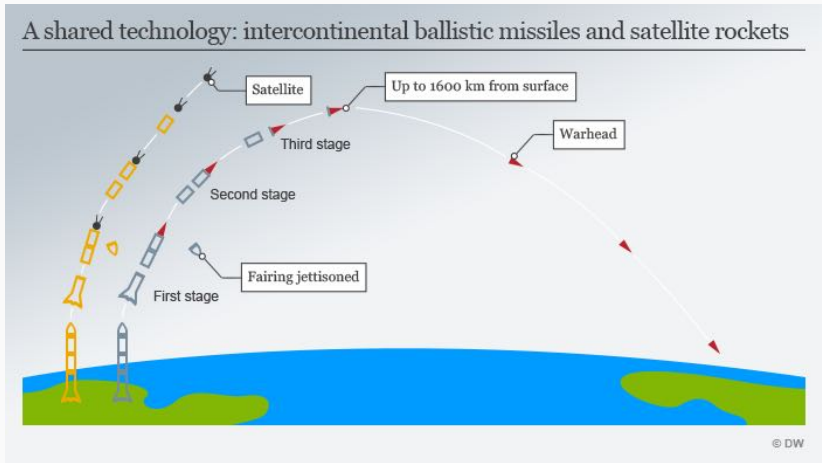 A shared technology: intercontinental ballistic missiles and satellite rockets
Satellite
Up to 1600 km from surface
Warhead
Third stage
Second stage
Fairing jettisoned
First stage
© DW